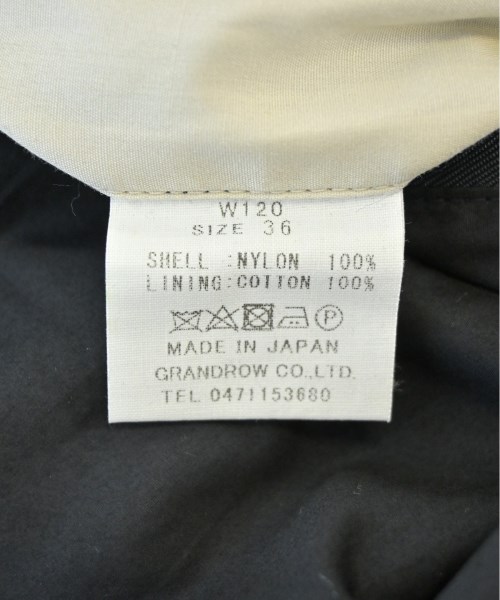 W120
SIZE 36
SHELL :NYLON 100%
LINING:COTTON 100%
P
MADE IN JAPAN
GRANDROW CO.,LTD.
TEL 0471153680